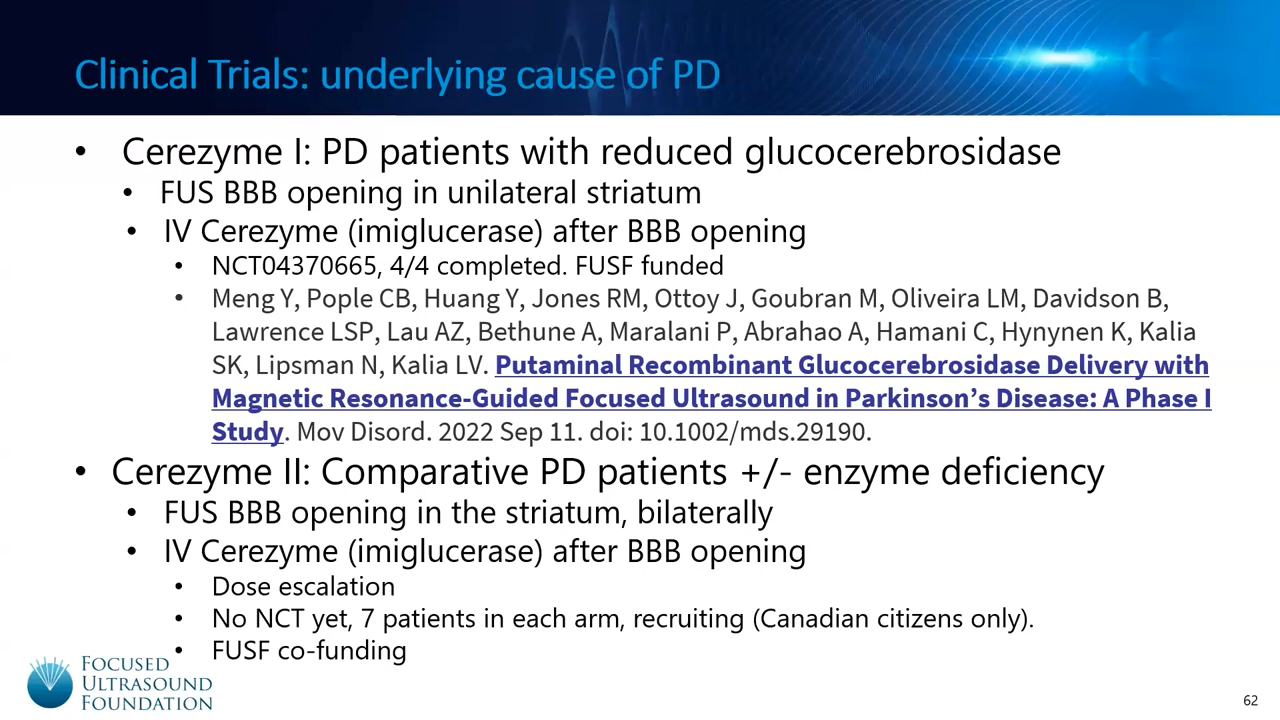 Clinical Trials: underlying cause of PD
• Cerezyme I: PD patients with reduced glucocerebrosidase
• FUS BBB opening in unilateral striatum
• IV Cerezyme (imiglucerase) after BBB opening
• NCT04370665, 4/4 completed. FUSF funded
• Meng Y, Pople CB, Huang Y, Jones RM, Ottoy J, Goubran M, Oliveira LM, Davidson B,
Lawrence LSP, Lau AZ, Bethune A, Maralani P, Abrahao A, Hamani C, Hynynen K, Kalia
SK, Lipsman N, Kalia LV. Putaminal Recombinant Glucocerebrosidase Delivery with
Magnetic Resonance-Guided Focused Ultrasound in Parkinson's Disease: A Phase I
Study. Mov Disord. 2022 Sep 11. doi: 10.1002/mds.29190.
• Cerezyme II: Comparative PD patients +/- enzyme deficiency
• FUS BBB opening in the striatum, bilaterally
• IV Cerezyme (imiglucerase) after BBB opening
• Dose escalation
• No NCT yet, 7 patients in each arm, recruiting (Canadian citizens only).
• FUSF co-funding
FOCUSED
ULTRASOUND
FOUNDATION
62